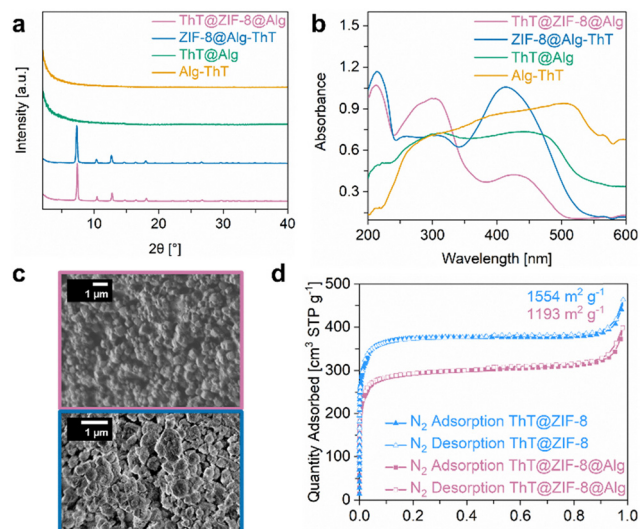 a
ThT@ZIF-8@Alg
ZIF-8@Alg-ThT
ThT@Alg
Alg-ThT
Intensity [a.u.]
10 20 30 40
2θ [°]
b
ThT@ZIF-8@Alg
ZIF-8@Alg-ThT
ThT@Alg
Alg-ThT
Absorbance
1.5
1.2
0.9
0.6
0.3
200 300 400 500 600
Wavelength [nm]
c
1 µm
1 µm
d
Quantity Adsorbed [cm³ STP g⁻¹]
500
400
300
200
100
0
1554 m² g⁻¹
1193 m² g⁻¹
N₂ Adsorption ThT@ZIF-8
N₂ Desorption ThT@ZIF-8
N₂ Adsorption ThT@ZIF-8@Alg
N₂ Desorption ThT@ZIF-8@Alg
0.0 0.2 0.4 0.6 0.8 1.0